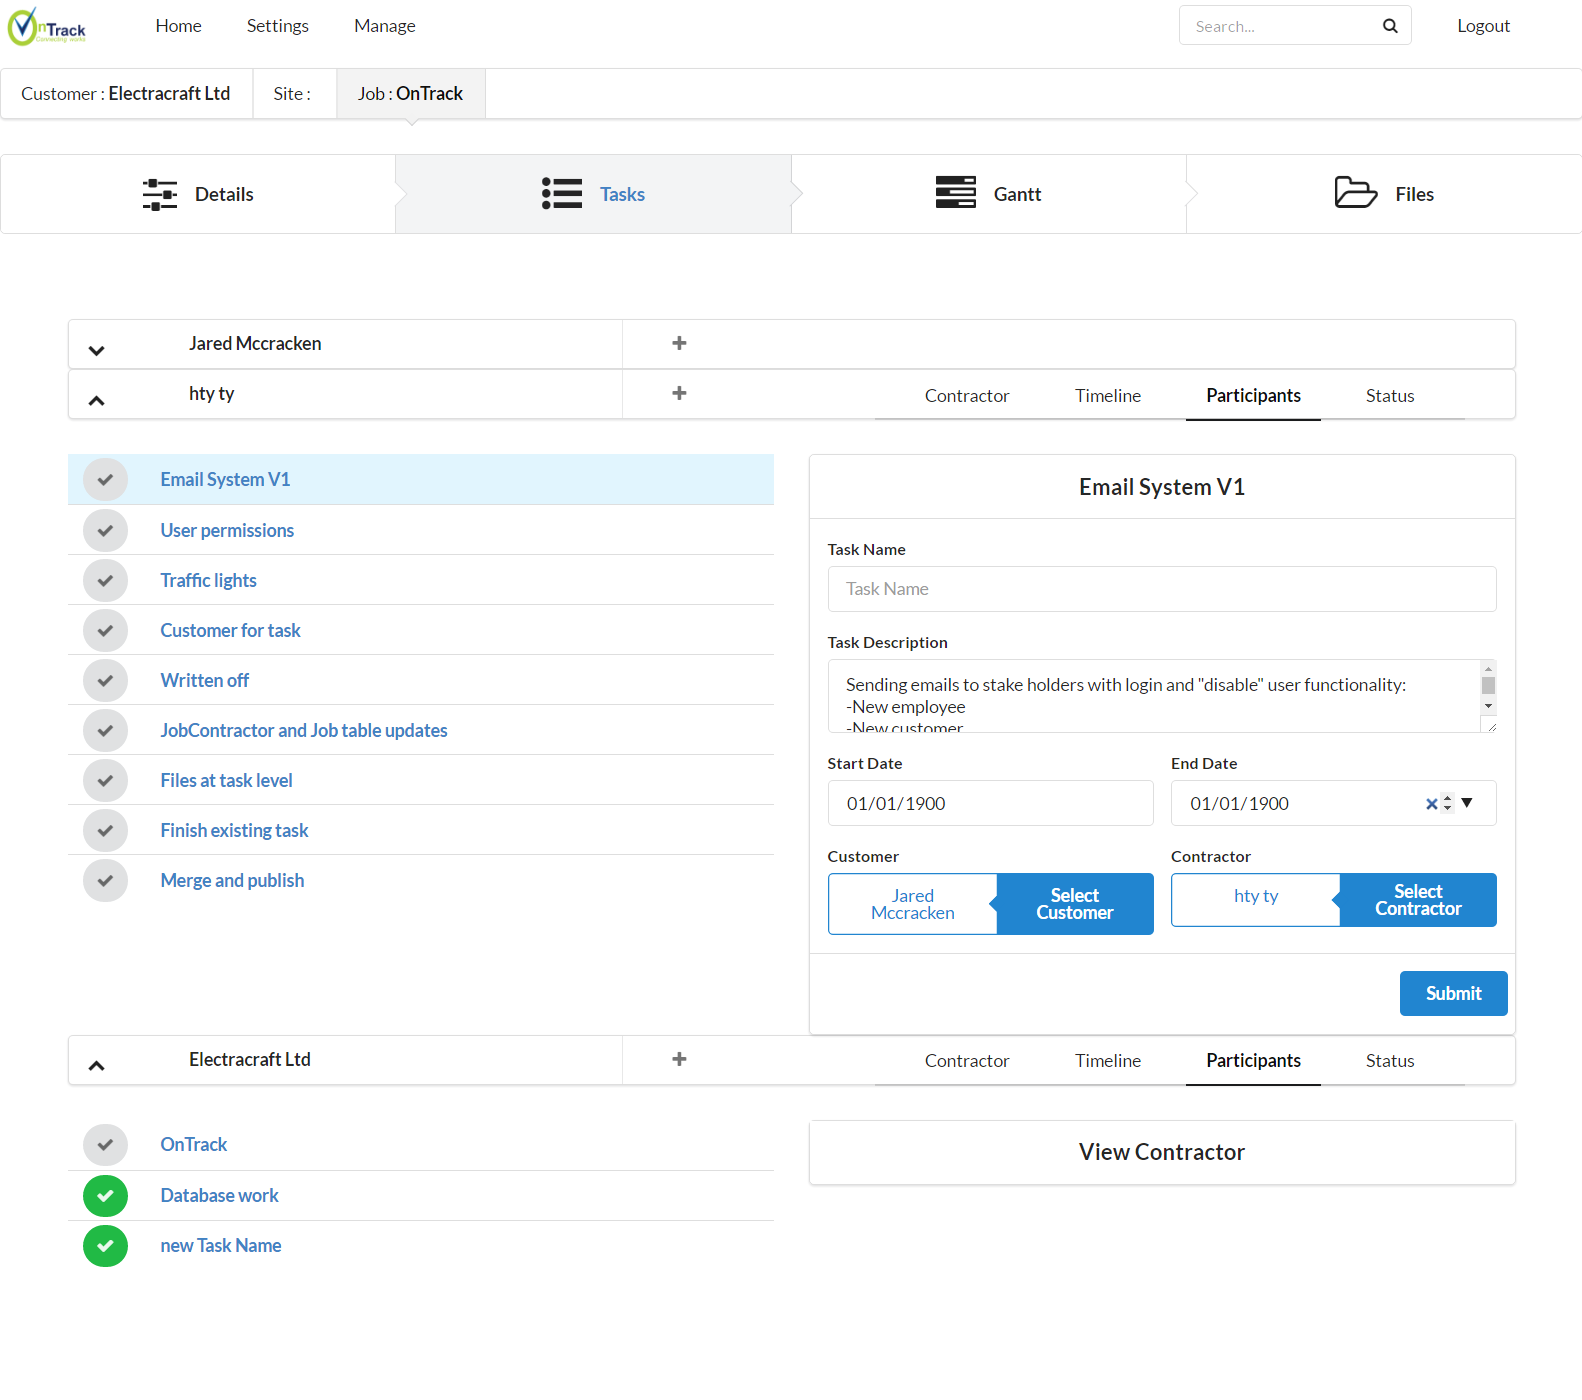 OnTrack
Connecting works
Home
Settings
Manage
Search...
Logout
Customer : Electracraft Ltd
Site :
Job : OnTrack
Details
Tasks
Gantt
Files
Jared Mccracken
hty ty
Contractor
Timeline
Participants
Status
Email System V1
User permissions
Traffic lights
Customer for task
Written off
JobContractor and Job table updates
Files at task level
Finish existing task
Merge and publish
Email System V1
Task Name
Task Name
Task Description
Sending emails to stake holders with login and "disable" user functionality:
-New employee
-New customer
Start Date
End Date
01/01/1900
01/01/1900
Customer
Contractor
Jared
Mccracken
Select
Customer
hty ty
Select
Contractor
Submit
Electracraft Ltd
Contractor
Timeline
Participants
Status
OnTrack
Database work
new Task Name
View Contractor